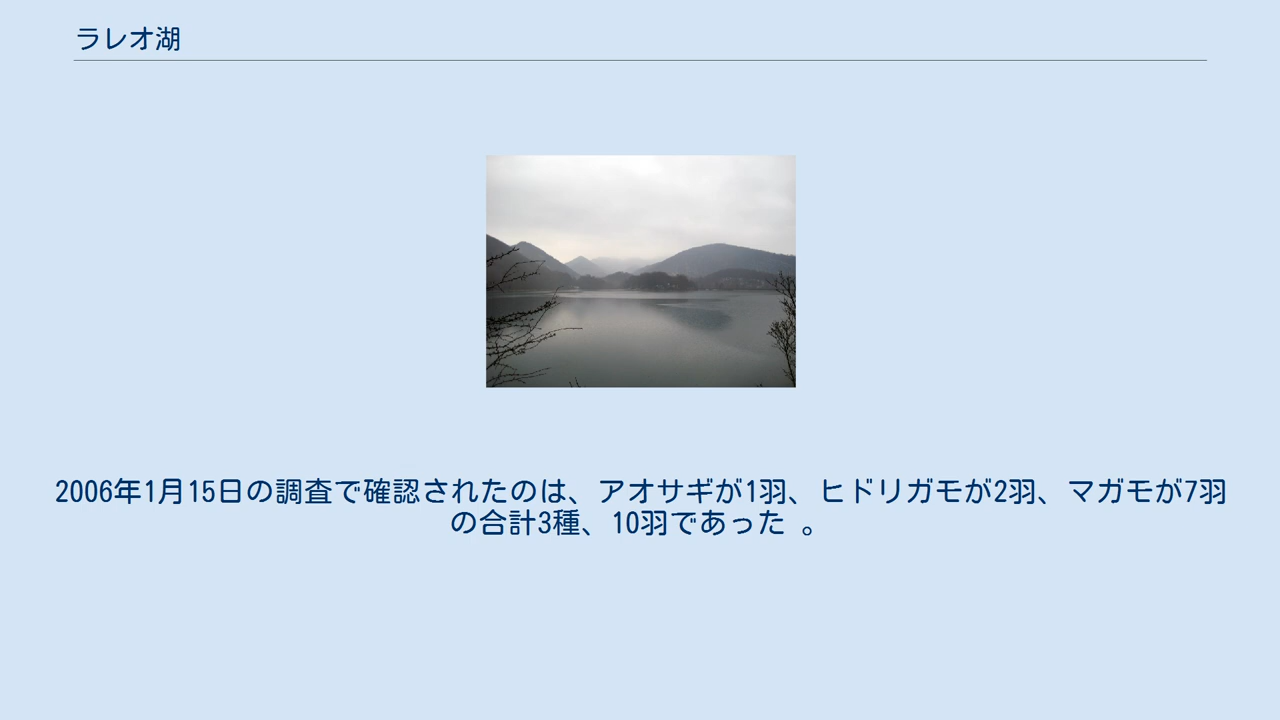 ラレオ湖
2006年1月15日の調査で確認されたのは、アオサギが1羽、ヒドリガモが2羽、マガモが7羽
の合計3種、10羽であった 。